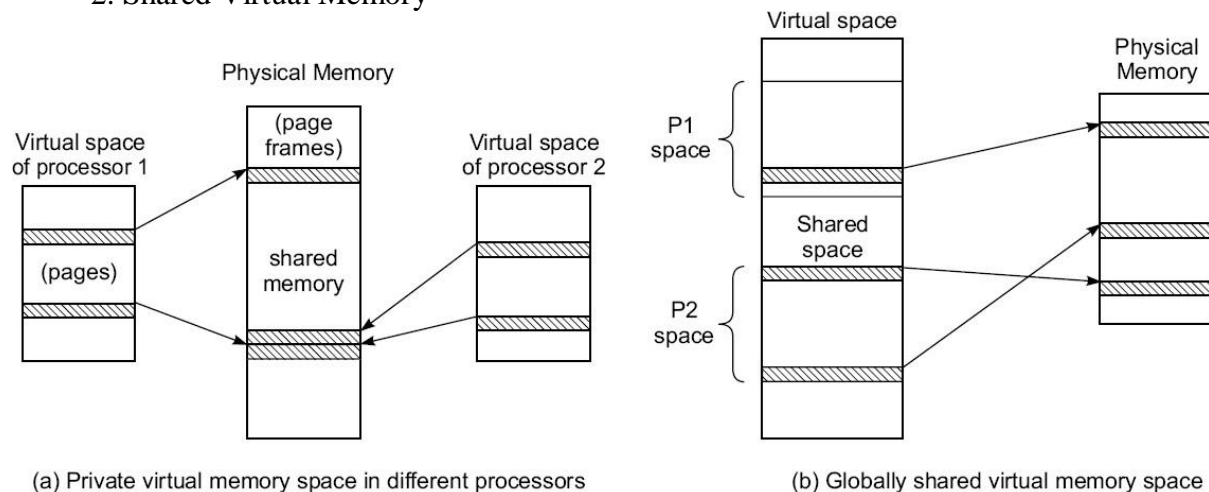 2. Shared Virtual Memory
Physical Memory
Virtual space
of processor 1
(page
frames)
Virtual space
of processor 2
(pages)
shared
memory
(a) Private virtual memory space in different processors
Virtual space
Physical
Memory
P1
space
Shared
space
P2
space
(b) Globally shared virtual memory space